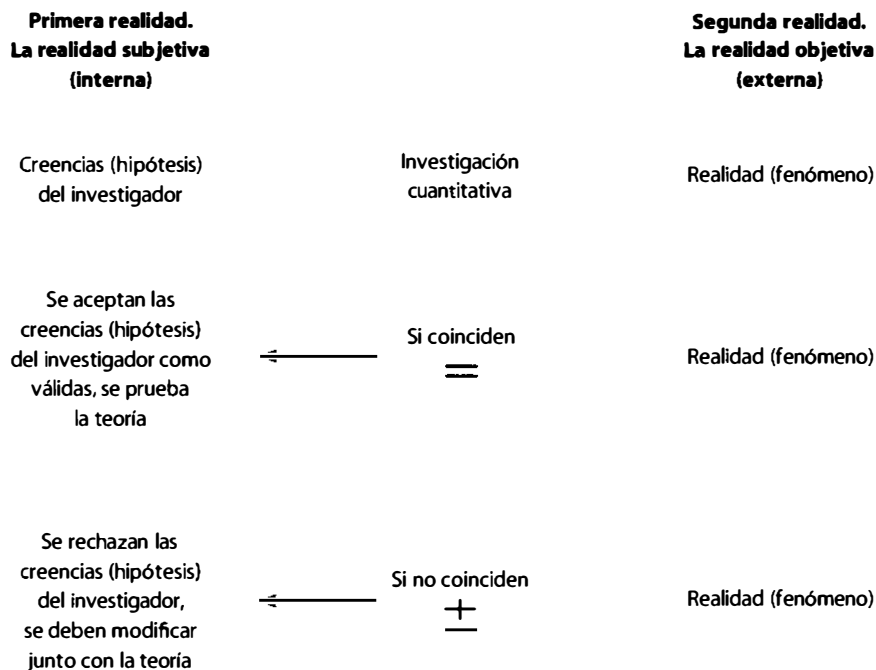 Primera realidad.
La realidad subjetiva
(interna)
Segunda realidad.
La realidad objetiva
(externa)
Creencias (hipótesis)
del investigador
Investigación
cuantitativa
Realidad (fenómeno)
Se aceptan las
creencias (hipótesis)
del investigador como
válidas, se prueba
la teoría
Si coinciden
=
Realidad (fenómeno)
Se rechazan las
creencias (hipótesis)
del investigador,
se deben modificar
junto con la teoría
Si no coinciden
±
Realidad (fenómeno)